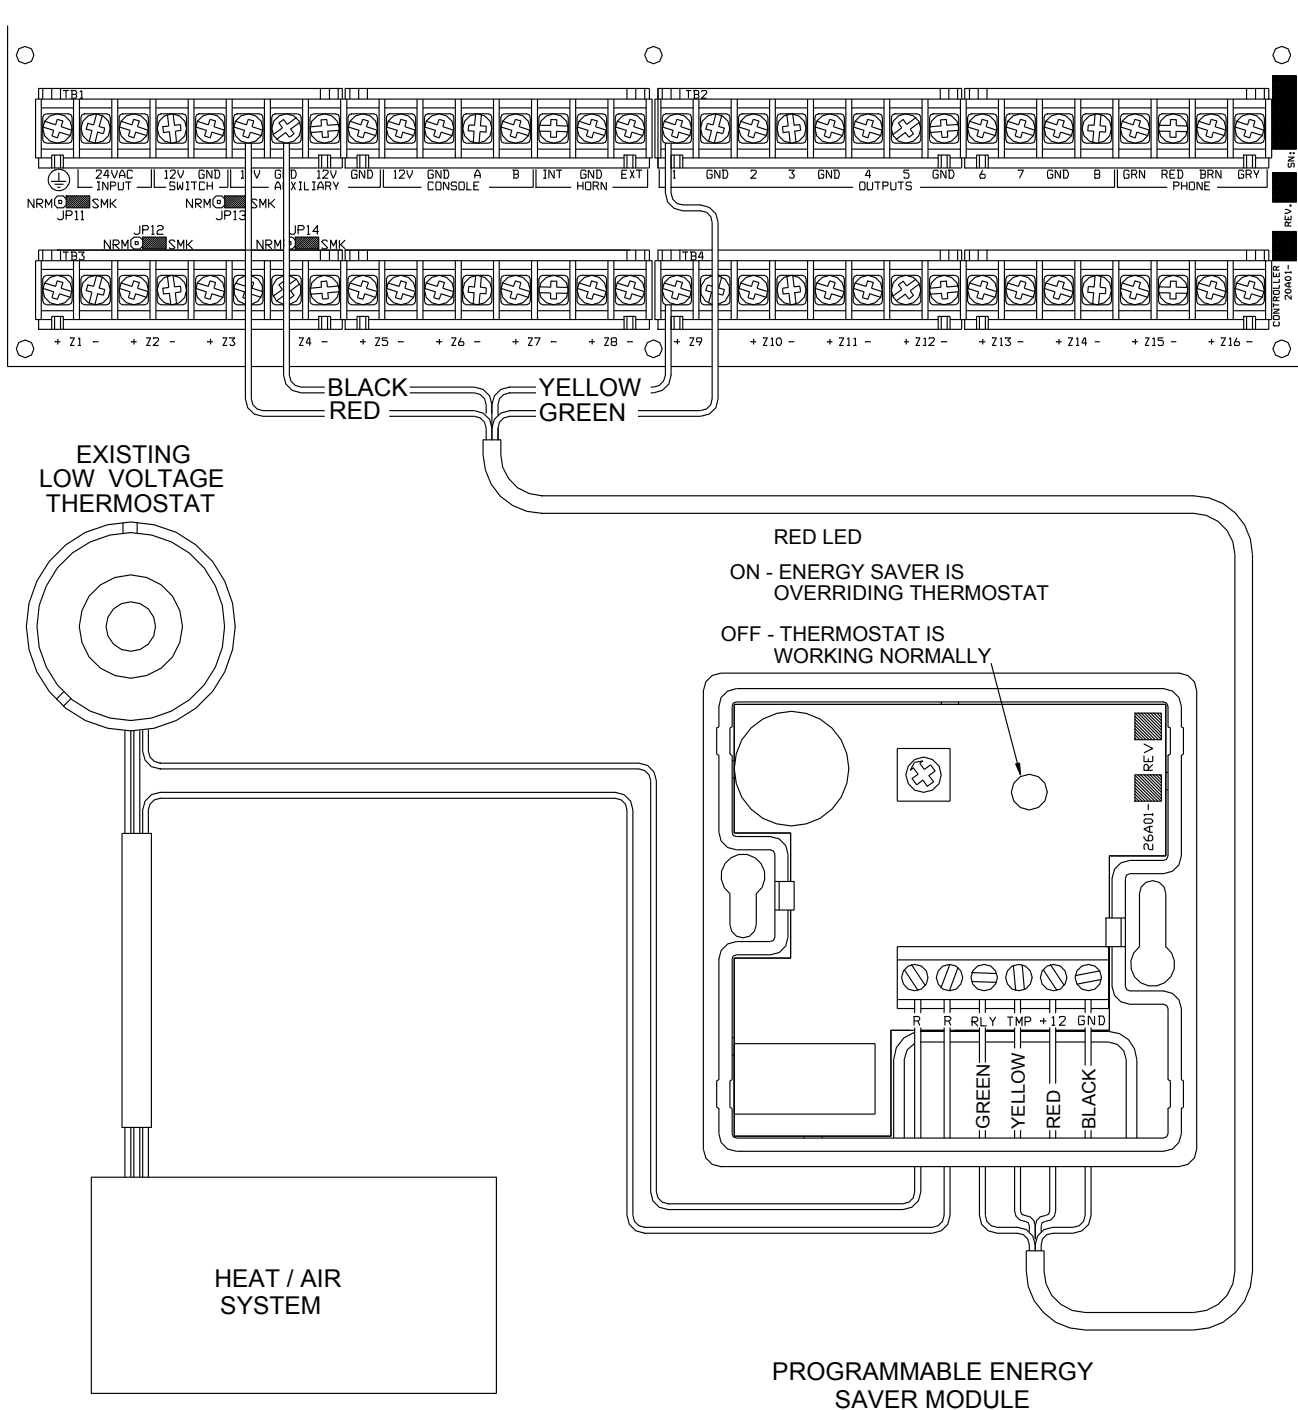 TB1 TB2
SN:
24VAC 12V GND 12V GND 12V GND 12V GND A B INT GND EXT 1 GND 2 3 GND 4 5 GND 6 7 GND 8 GRN RED BRN GRY
INPUT SWITCH AUXILIARY CONSOLE HORN OUTPUTS PHONE
NRM SMK NRM SMK
JP11 JP13
REV.
JP12 JP14
NRM SMK NRM SMK
TB3 TB4
CONTROLLER
20A01-
+ Z1 - + Z2 - + Z3 Z4 - + Z5 - + Z6 - + Z7 - + Z8 - + Z9 + Z10 - + Z11 - + Z12 - + Z13 - + Z14 - + Z15 - + Z16 -
BLACK YELLOW
RED GREEN
EXISTING
LOW VOLTAGE
THERMOSTAT
RED LED
ON - ENERGY SAVER IS
OVERRIDING THERMOSTAT
OFF - THERMOSTAT IS
WORKING NORMALLY
REV
26A01-
R R RLY TMP +12 GND
GREEN
YELLOW
RED
BLACK
HEAT / AIR
SYSTEM
PROGRAMMABLE ENERGY
SAVER MODULE